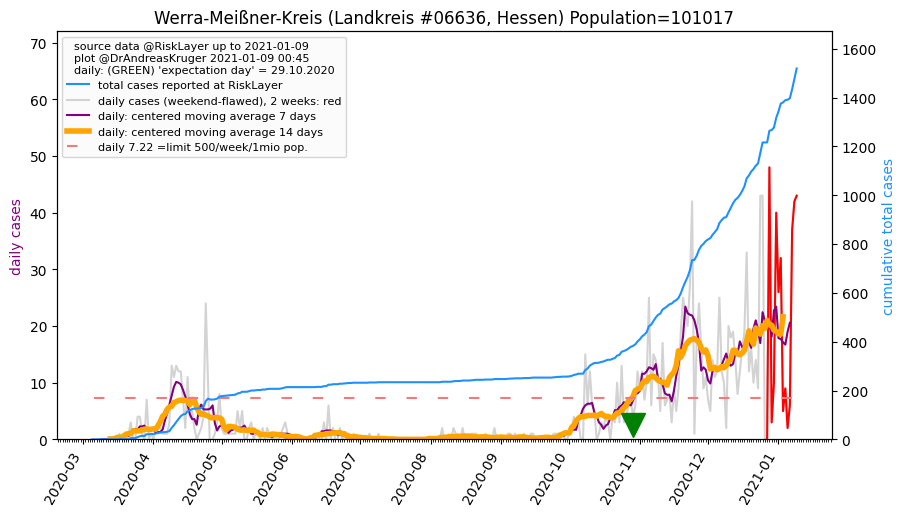 Werra-Meißner-Kreis (Landkreis #06636, Hessen) Population=101017
source data @RiskLayer up to 2021-01-09
plot @DrAndreasKruger 2021-01-09 00:45
daily: (GREEN) 'expectation day' = 29.10.2020
total cases reported at RiskLayer
daily cases (weekend-flawed), 2 weeks: red
daily: centered moving average 7 days
daily: centered moving average 14 days
daily 7.22 =limit 500/week/1mio pop.
daily cases
70
60
50
40
30
20
10
0
cumulative total cases
1600
1400
1200
1000
800
600
400
200
0
2020-03
2020-04
2020-05
2020-06
2020-07
2020-08
2020-09
2020-10
2020-11
2020-12
2021-01